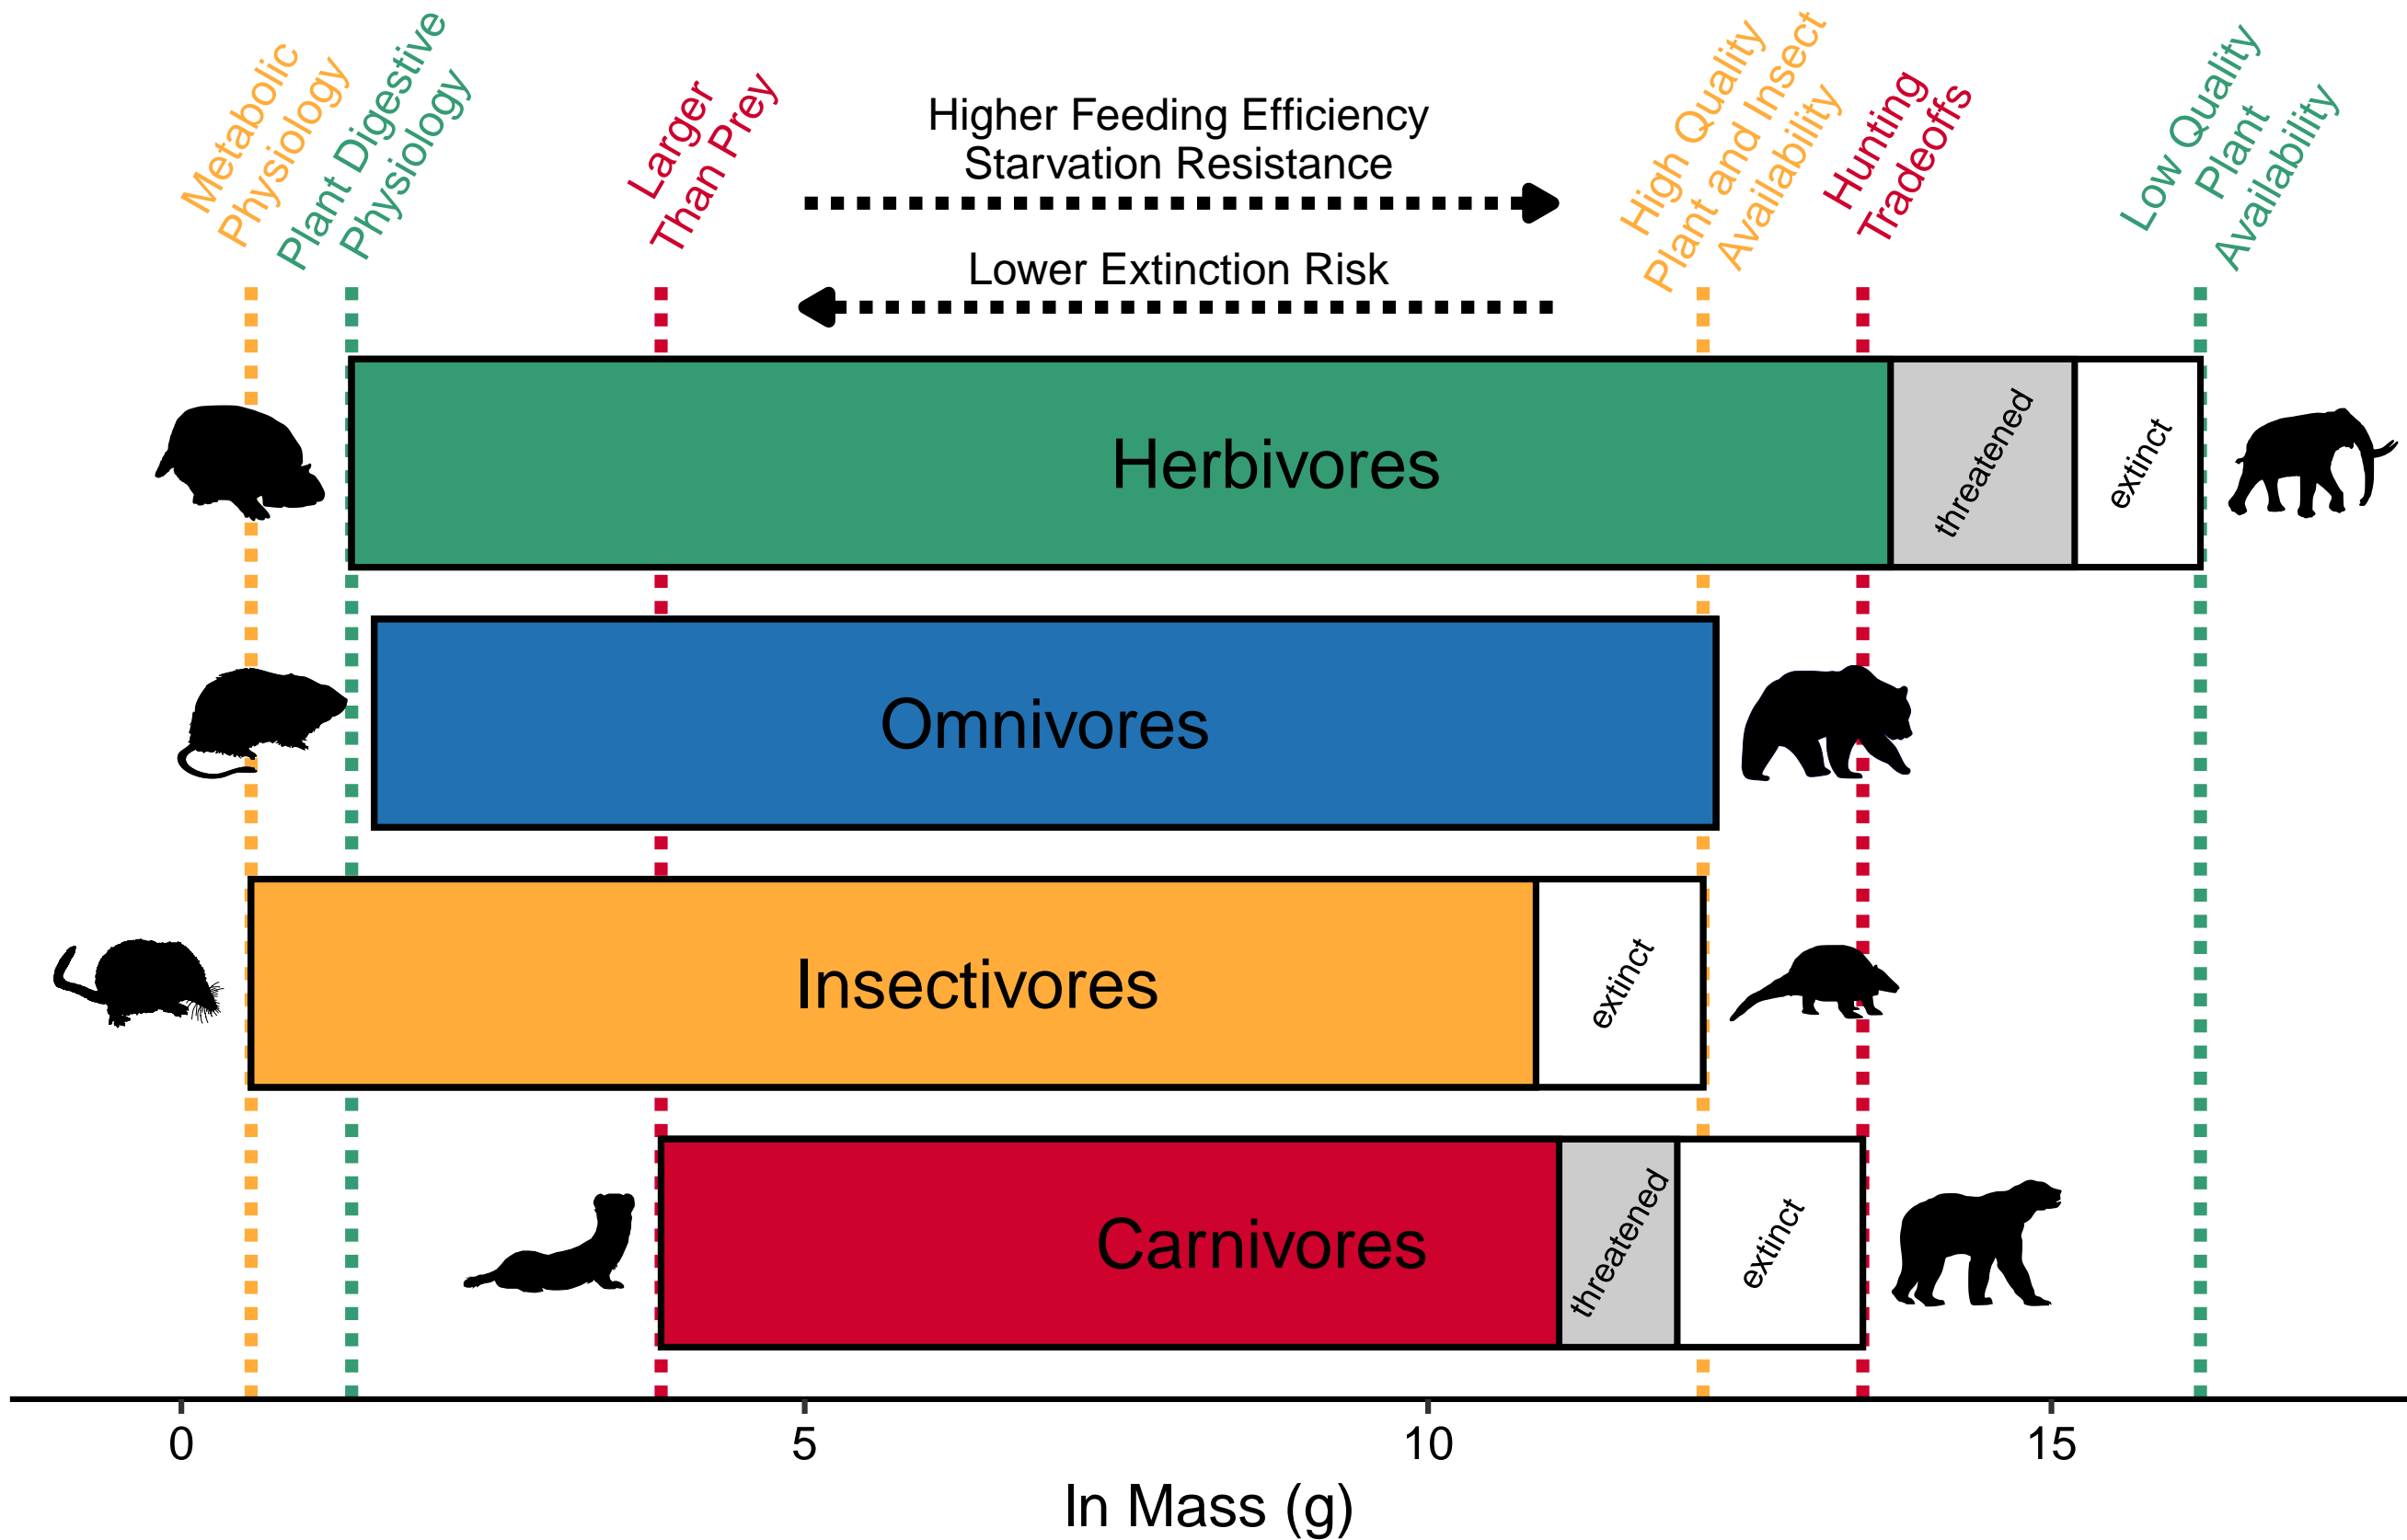 Metabolic
Physiology
Plant Digestive
Physiology
Larger
Than Prey
Higher Feeding Efficiency
Starvation Resistance
Lower Extinction Risk
High Quality
Plant and Insect
Availability
Hunting
Tradeoffs
Low Quality
Plant
Availability
Herbivores
threatened
extinct
Omnivores
Insectivores
extinct
Carnivores
threatened
extinct
0
5
10
15
ln Mass (g)